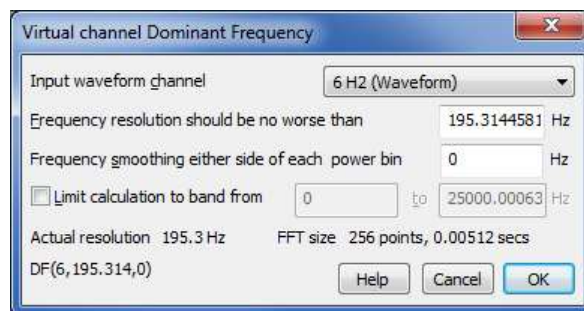 Virtual channel Dominant Frequency
Input waveform channel 6 H2 (Waveform)
Frequency resolution should be no worse than 195.3144581 Hz
Frequency smoothing either side of each power bin 0 Hz
Limit calculation to band from 0 to 25000.00063 Hz
Actual resolution 195.3 Hz FFT size 256 points, 0.00512 secs
DF(6,195.314,0) Help Cancel OK